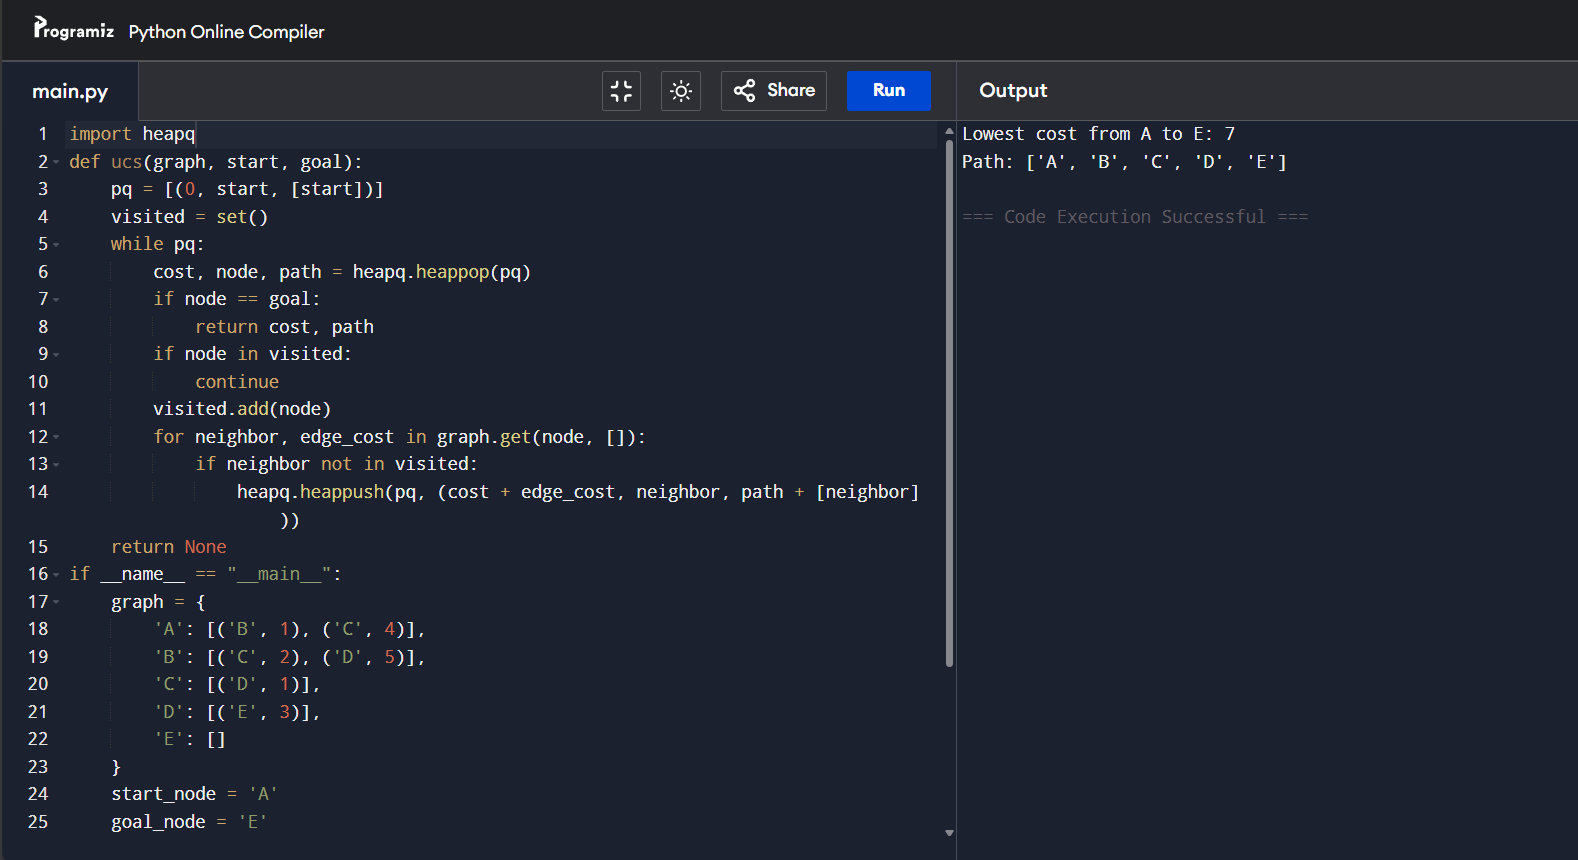 Programiz Python Online Compiler
main.py
Share
Run
Output
1 import heapq
2 def ucs(graph, start, goal):
3     pq = [(0, start, [start])]
4     visited = set()
5     while pq:
6         cost, node, path = heapq.heappop(pq)
7         if node == goal:
8             return cost, path
9         if node in visited:
10             continue
11         visited.add(node)
12         for neighbor, edge_cost in graph.get(node, []):
13             if neighbor not in visited:
14                 heapq.heappush(pq, (cost + edge_cost, neighbor, path + [neighbor]
))
15     return None
16 if __name__ == "__main__":
17     graph = {
18         'A': [('B', 1), ('C', 4)],
19         'B': [('C', 2), ('D', 5)],
20         'C': [('D', 1)],
21         'D': [('E', 3)],
22         'E': []
23     }
24     start_node = 'A'
25     goal_node = 'E'
Lowest cost from A to E: 7
Path: ['A', 'B', 'C', 'D', 'E']
=== Code Execution Successful ===